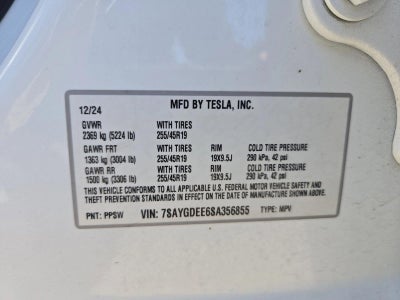 MFD BY TESLA, INC.
12/24
GVWR WITH TIRES
2369 kg (5224 lb) 255/45R19
GAWR FRT WITH TIRES RIM COLD TIRE PRESSURE
1363 kg (3004 lb) 255/45R19 19X9.5J 290 kPa, 42 psi
GAWR RR WITH TIRES RIM COLD TIRE PRESSURE
1500 kg (3306 lb) 255/45R19 19X9.5J 290 kPa, 42 psi
THIS VEHICLE CONFORMS TO ALL APPLICABLE U.S. FEDERAL MOTOR VEHICLE SAFETY AND
THEFT PREVENTION STANDARDS IN EFFECT ON THE DATE OF MANUFACTURE SHOWN ABOVE.
PNT: PPSW VIN: 7SAYGDEE6SA356855 TYPE: MPV